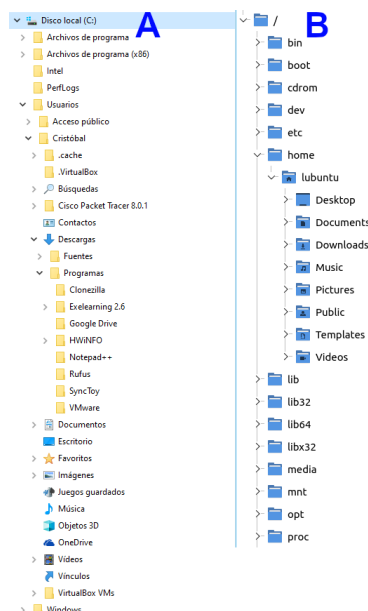 Disco local (C:)
A
Archivos de programa
Archivos de programa (x86)
Intel
PerfLogs
Usuarios
Acceso público
Cristóbal
.cache
.VirtualBox
Búsquedas
Cisco Packet Tracer 8.0.1
Contactos
Descargas
Fuentes
Programas
Clonezilla
Exelearning 2.6
Google Drive
HWiNFO
Notepad++
Rufus
SyncToy
VMware
Documentos
Escritorio
Favoritos
Imágenes
Juegos guardados
Música
Objetos 3D
OneDrive
Vídeos
Vínculos
VirtualBox VMs
Windows
/
B
bin
boot
cdrom
dev
etc
home
lubuntu
Desktop
Documents
Downloads
Music
Pictures
Public
Templates
Videos
lib
lib32
lib64
libx32
media
mnt
opt
proc